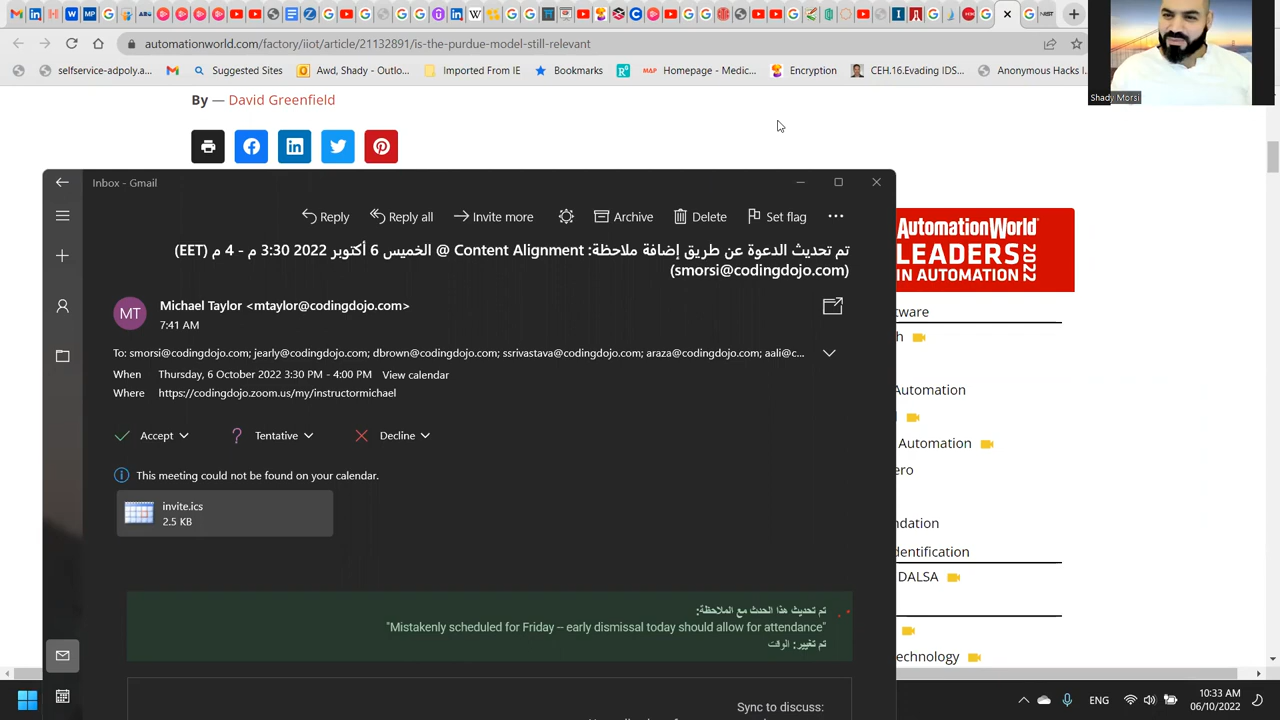 automationworld.com/factory/iiot/article/21132891/is-the-purdue-model-still-relevant
selfservice-adpoly.a...
Suggested Sites
Awd, Shady - Outlo...
Imported From IE
Bookmarks
Homepage - Medic...
Encryption
CEH.16.Evading IDS...
Anonymous Hacks I
Shady Morsi
By — David Greenfield
Inbox - Gmail
Reply
Reply all
Invite more
Archive
Delete
Set flag
تم تحديث الدعوة عن طريق إضافة ملاحظة: Content Alignment @ الخميس 6 أكتوبر 2022 3:30 م - 4 م (EET)
(smorsi@codingdojo.com)
MT
Michael Taylor <mtaylor@codingdojo.com>
7:41 AM
To: smorsi@codingdojo.com; jearly@codingdojo.com; dbrown@codingdojo.com; ssrivastava@codingdojo.com; araza@codingdojo.com; aali@c...
When Thursday, 6 October 2022 3:30 PM - 4:00 PM View calendar
Where https://codingdojo.zoom.us/my/instructormichael
Accept
Tentative
Decline
This meeting could not be found on your calendar.
invite.ics
2.5 KB
تم تحديث هذا الحدث مع الملاحظة:
"Mistakenly scheduled for Friday -- early dismissal today should allow for attendance"
تم تغيير: الوقت
Sync to discuss:
AutomationWorld
LEADERS 2022
IN AUTOMATION
tware
h
Automation
Automation
ero
ndation
dentification
DALSA
echnology
ENG
10:33 AM
06/10/2022